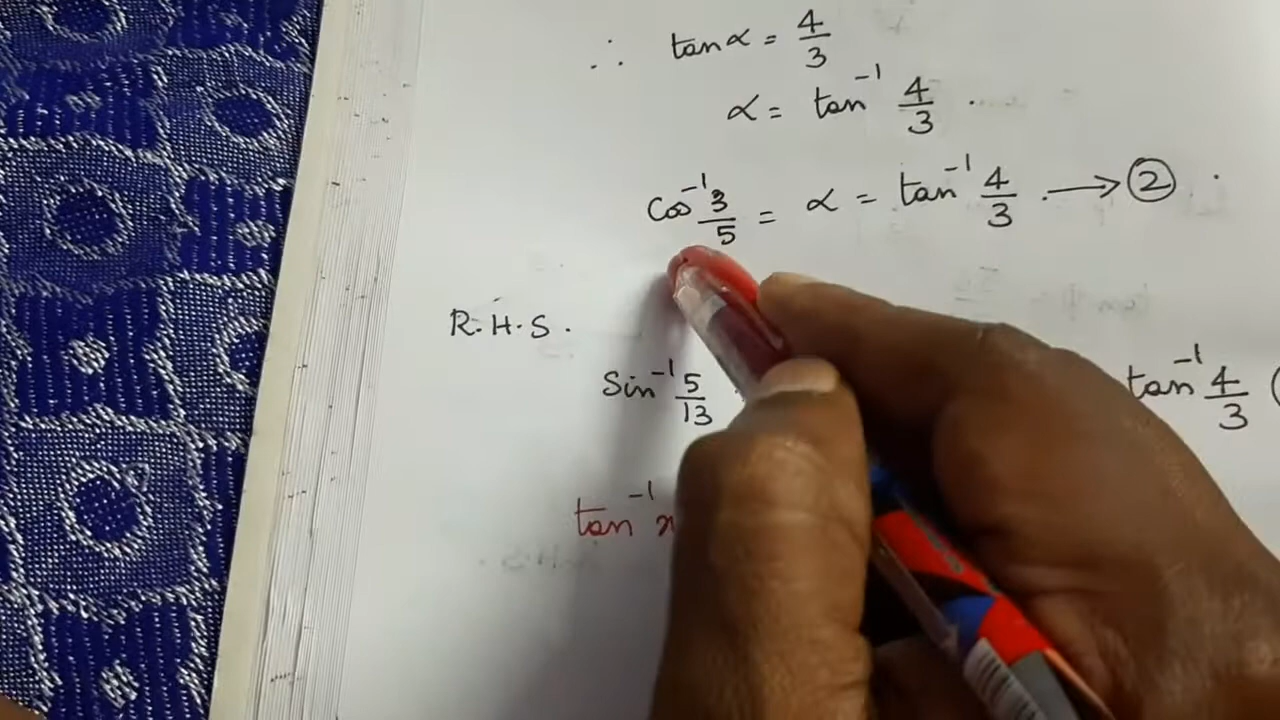 ∴ tan α = 4/3
α = tan⁻¹ 4/3 .
cos⁻¹ 3/5 = α = tan⁻¹ 4/3 . → ②
R.H.S.
Sin⁻¹ 5/13 tan⁻¹ 4/3 (
tan⁻¹ x